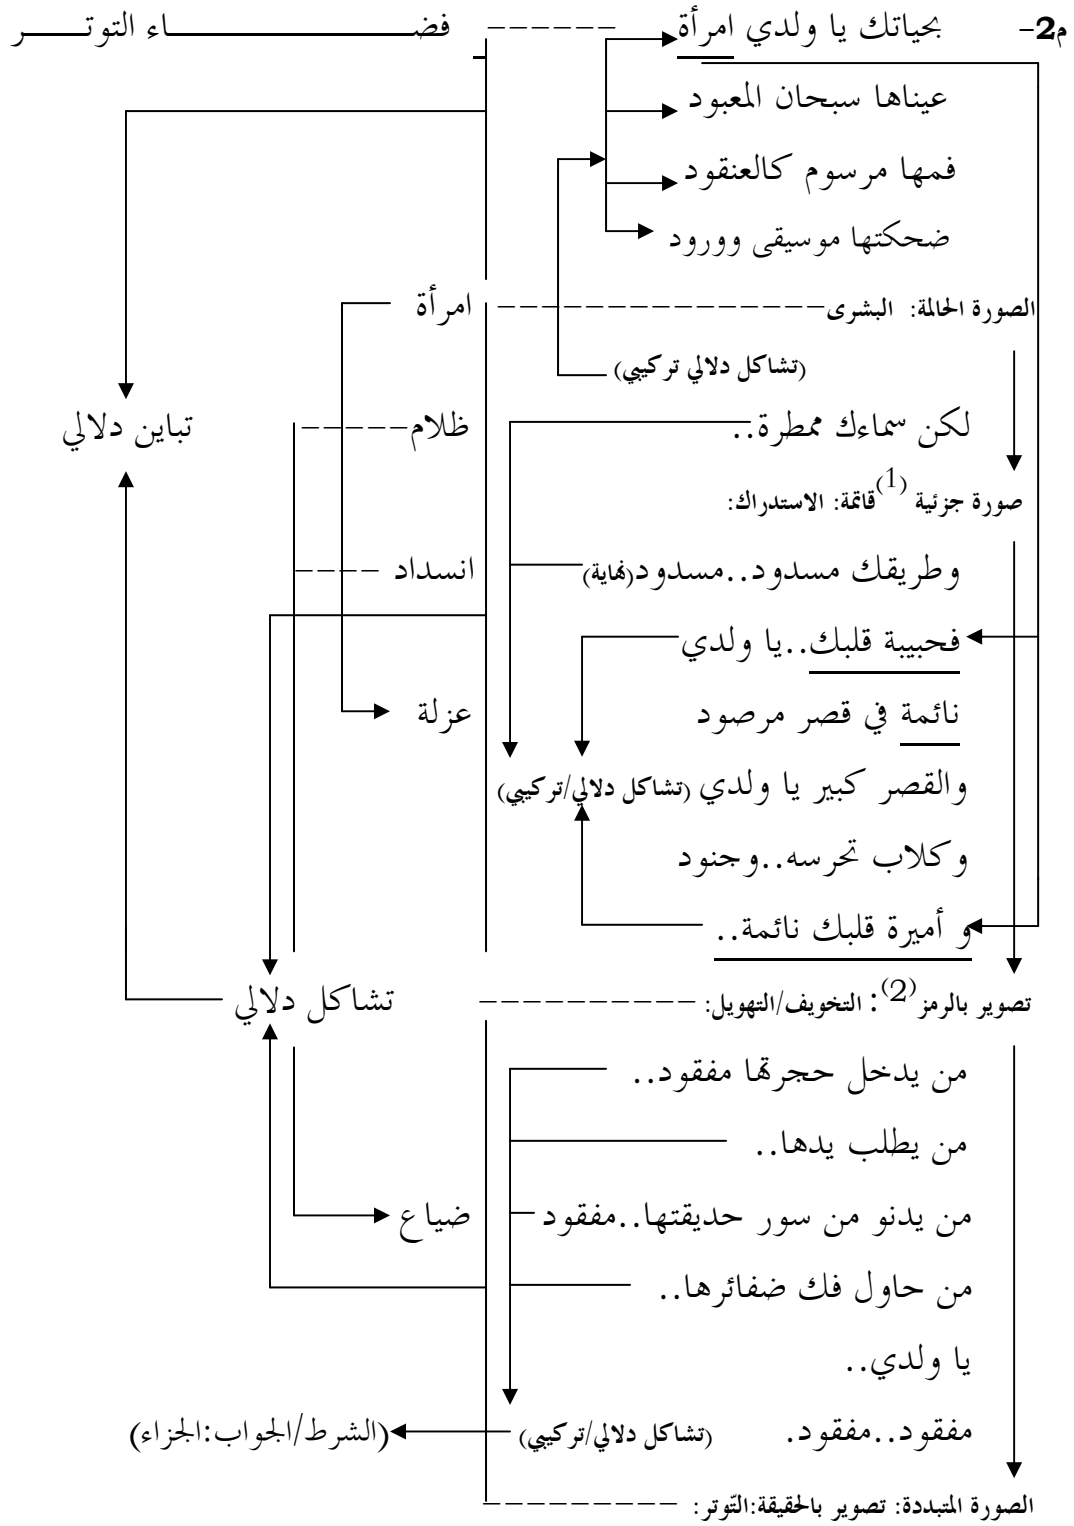 م2- بحياتك يا ولدي امرأة ------ فضـــــــاء التوتــــر
عيناها سبحان المعبود
فمها مرسوم كالعنقود
ضحكتها موسيقى وورود
الصورة الحالمة: البشرى --------------- امرأة
(تشاكل دلالي تركيبي)
لكن سماءك ممطرة.. ظلام ----- تباين دلالي
صورة جزئية (1) قاتمة: الاستدراك:
وطريقك مسدود..مسدود (نهاية) انسداد ----
فحبيبة قلبك..يا ولدي
نائمة في قصر مرصود عزلة
والقصر كبير يا ولدي (تشاكل دلالي/تركيبي)
وكلاب تحرسه..وجنود
و أميرة قلبك نائمة..
تصوير بالرمز (2): التخويف/التهويل: --------- تشاكل دلالي
من يدخل حجرتها مفقود..
من يطلب يدها..
من يدنو من سور حديقتها..مفقود ضياع
من حاول فك ضفائرها..
يا ولدي..
مفقود..مفقود. (تشاكل دلالي/تركيبي) (الشرط/الجواب:الجزاء)
الصورة المتبددة: تصوير بالحقيقة:التّوتر: ---------